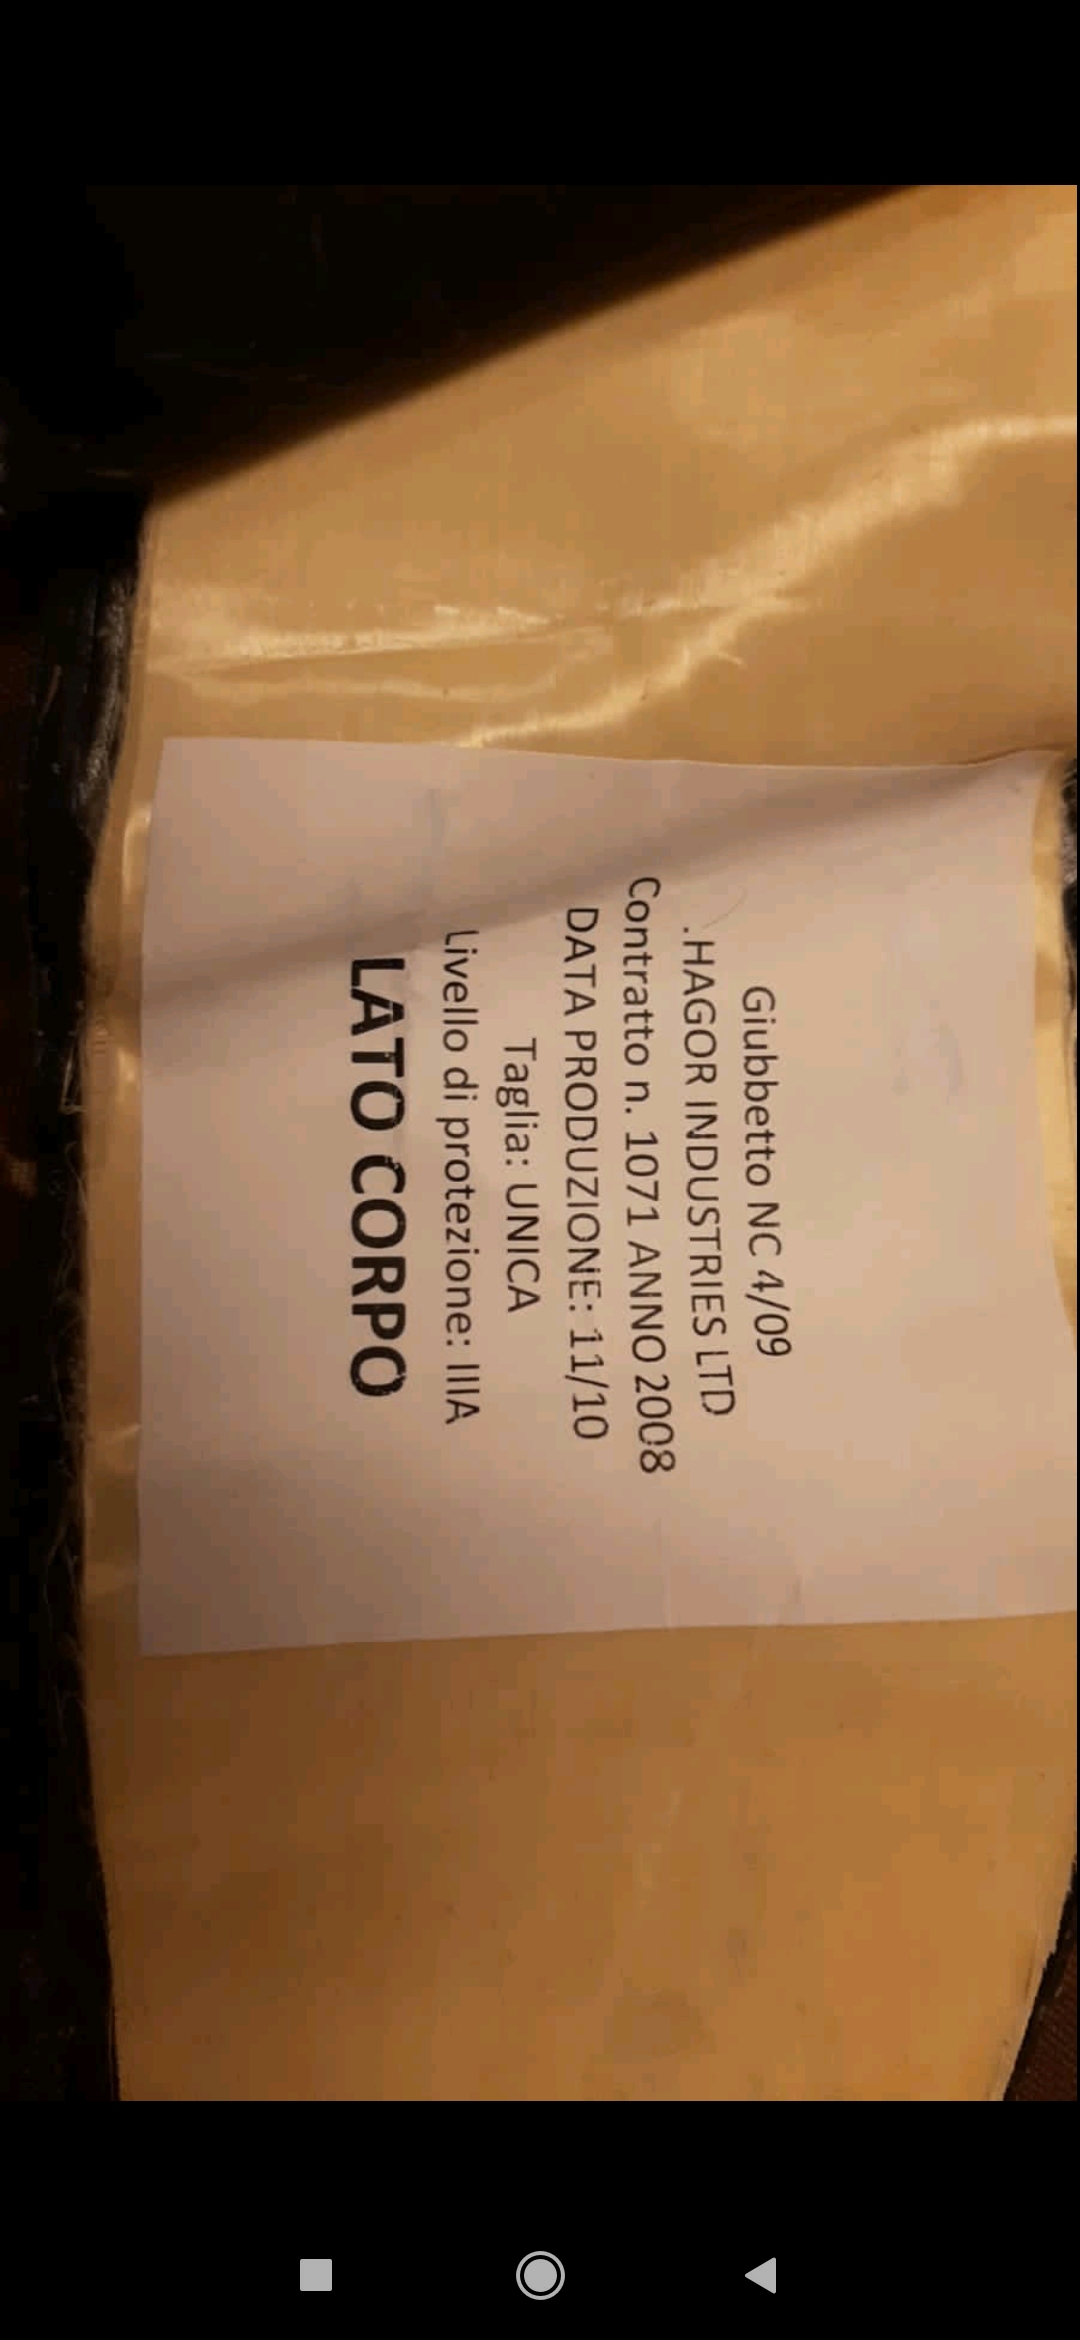 Giubbetto NC 4/09
.HAGOR INDUSTRIES LTD
Contratto n. 1071 ANNO 2008
DATA PRODUZIONE: 11/10
Taglia: UNICA
Livello di protezione: IIIA
LATO CORPO